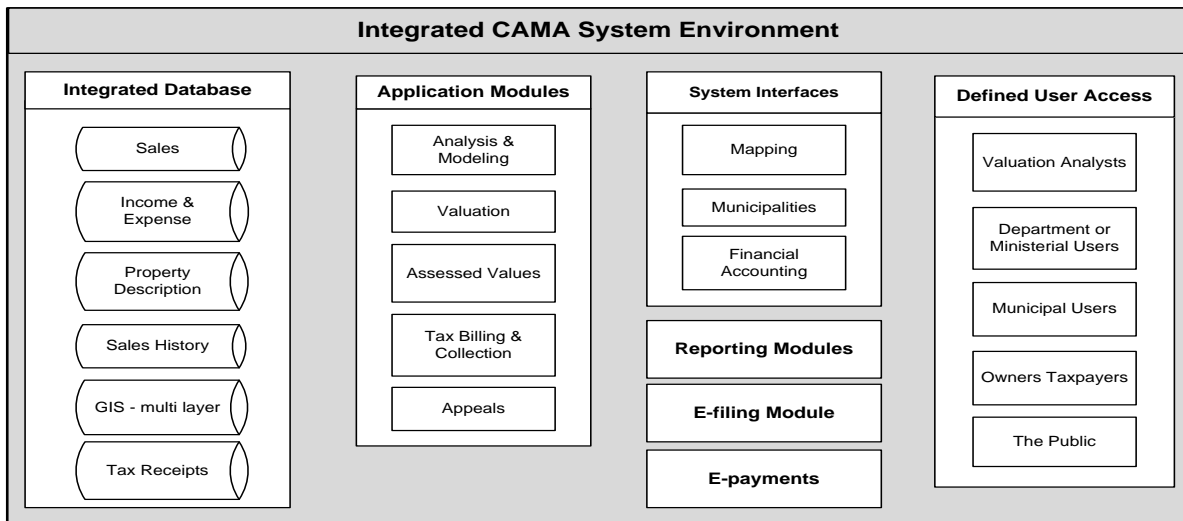 Integrated CAMA System Environment
Integrated Database
Sales
Income &
Expense
Property
Description
Sales History
GIS - multi layer
Tax Receipts
Application Modules
Analysis &
Modeling
Valuation
Assessed Values
Tax Billing &
Collection
Appeals
System Interfaces
Mapping
Municipalities
Financial
Accounting
Reporting Modules
E-filing Module
E-payments
Defined User Access
Valuation Analysts
Department or
Ministerial Users
Municipal Users
Owners Taxpayers
The Public